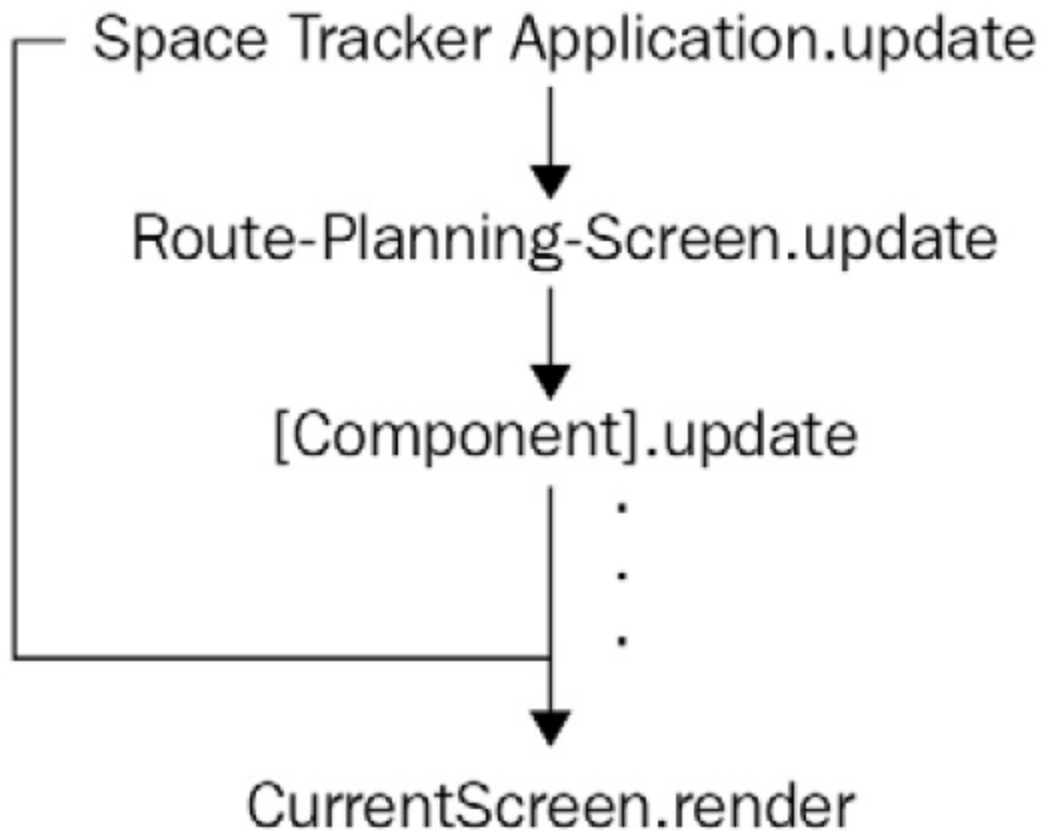 Space Tracker Application.update
Route-Planning-Screen.update
[Component].update
.
.
.
CurrentScreen.render